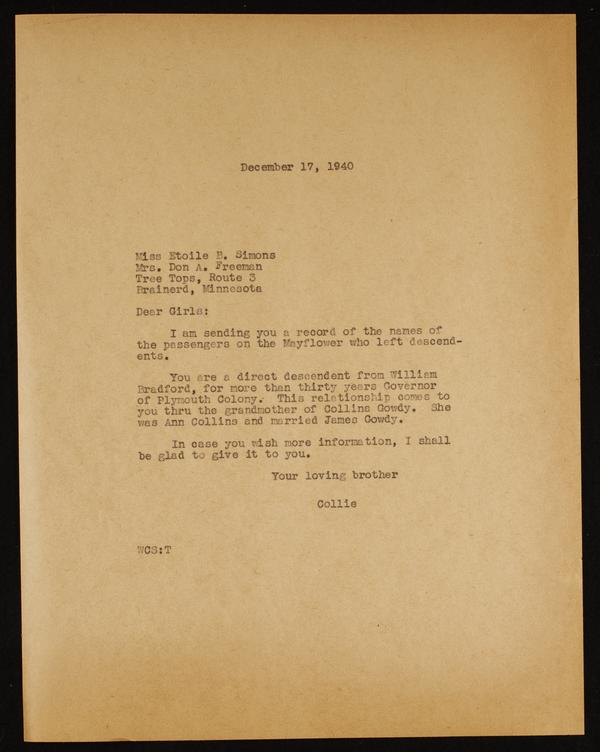 December 17, 1940
Miss Etoile B. Simons
Mrs. Don A. Freeman
Tree Tops, Route 3
Brainerd, Minnesota
Dear Girls:
I am sending you a record of the names of
the passengers on the Mayflower who left descend-
ents.
You are a direct descendent from William
Bradford, for more than thirty years Governor
of Plymouth Colony. This relationship comes to
you thru the grandmother of Collins Gowdy. She
was Ann Collins and married James Gowdy.
In case you wish more information, I shall
be glad to give it to you.
Your loving brother
Collie
WCS:T